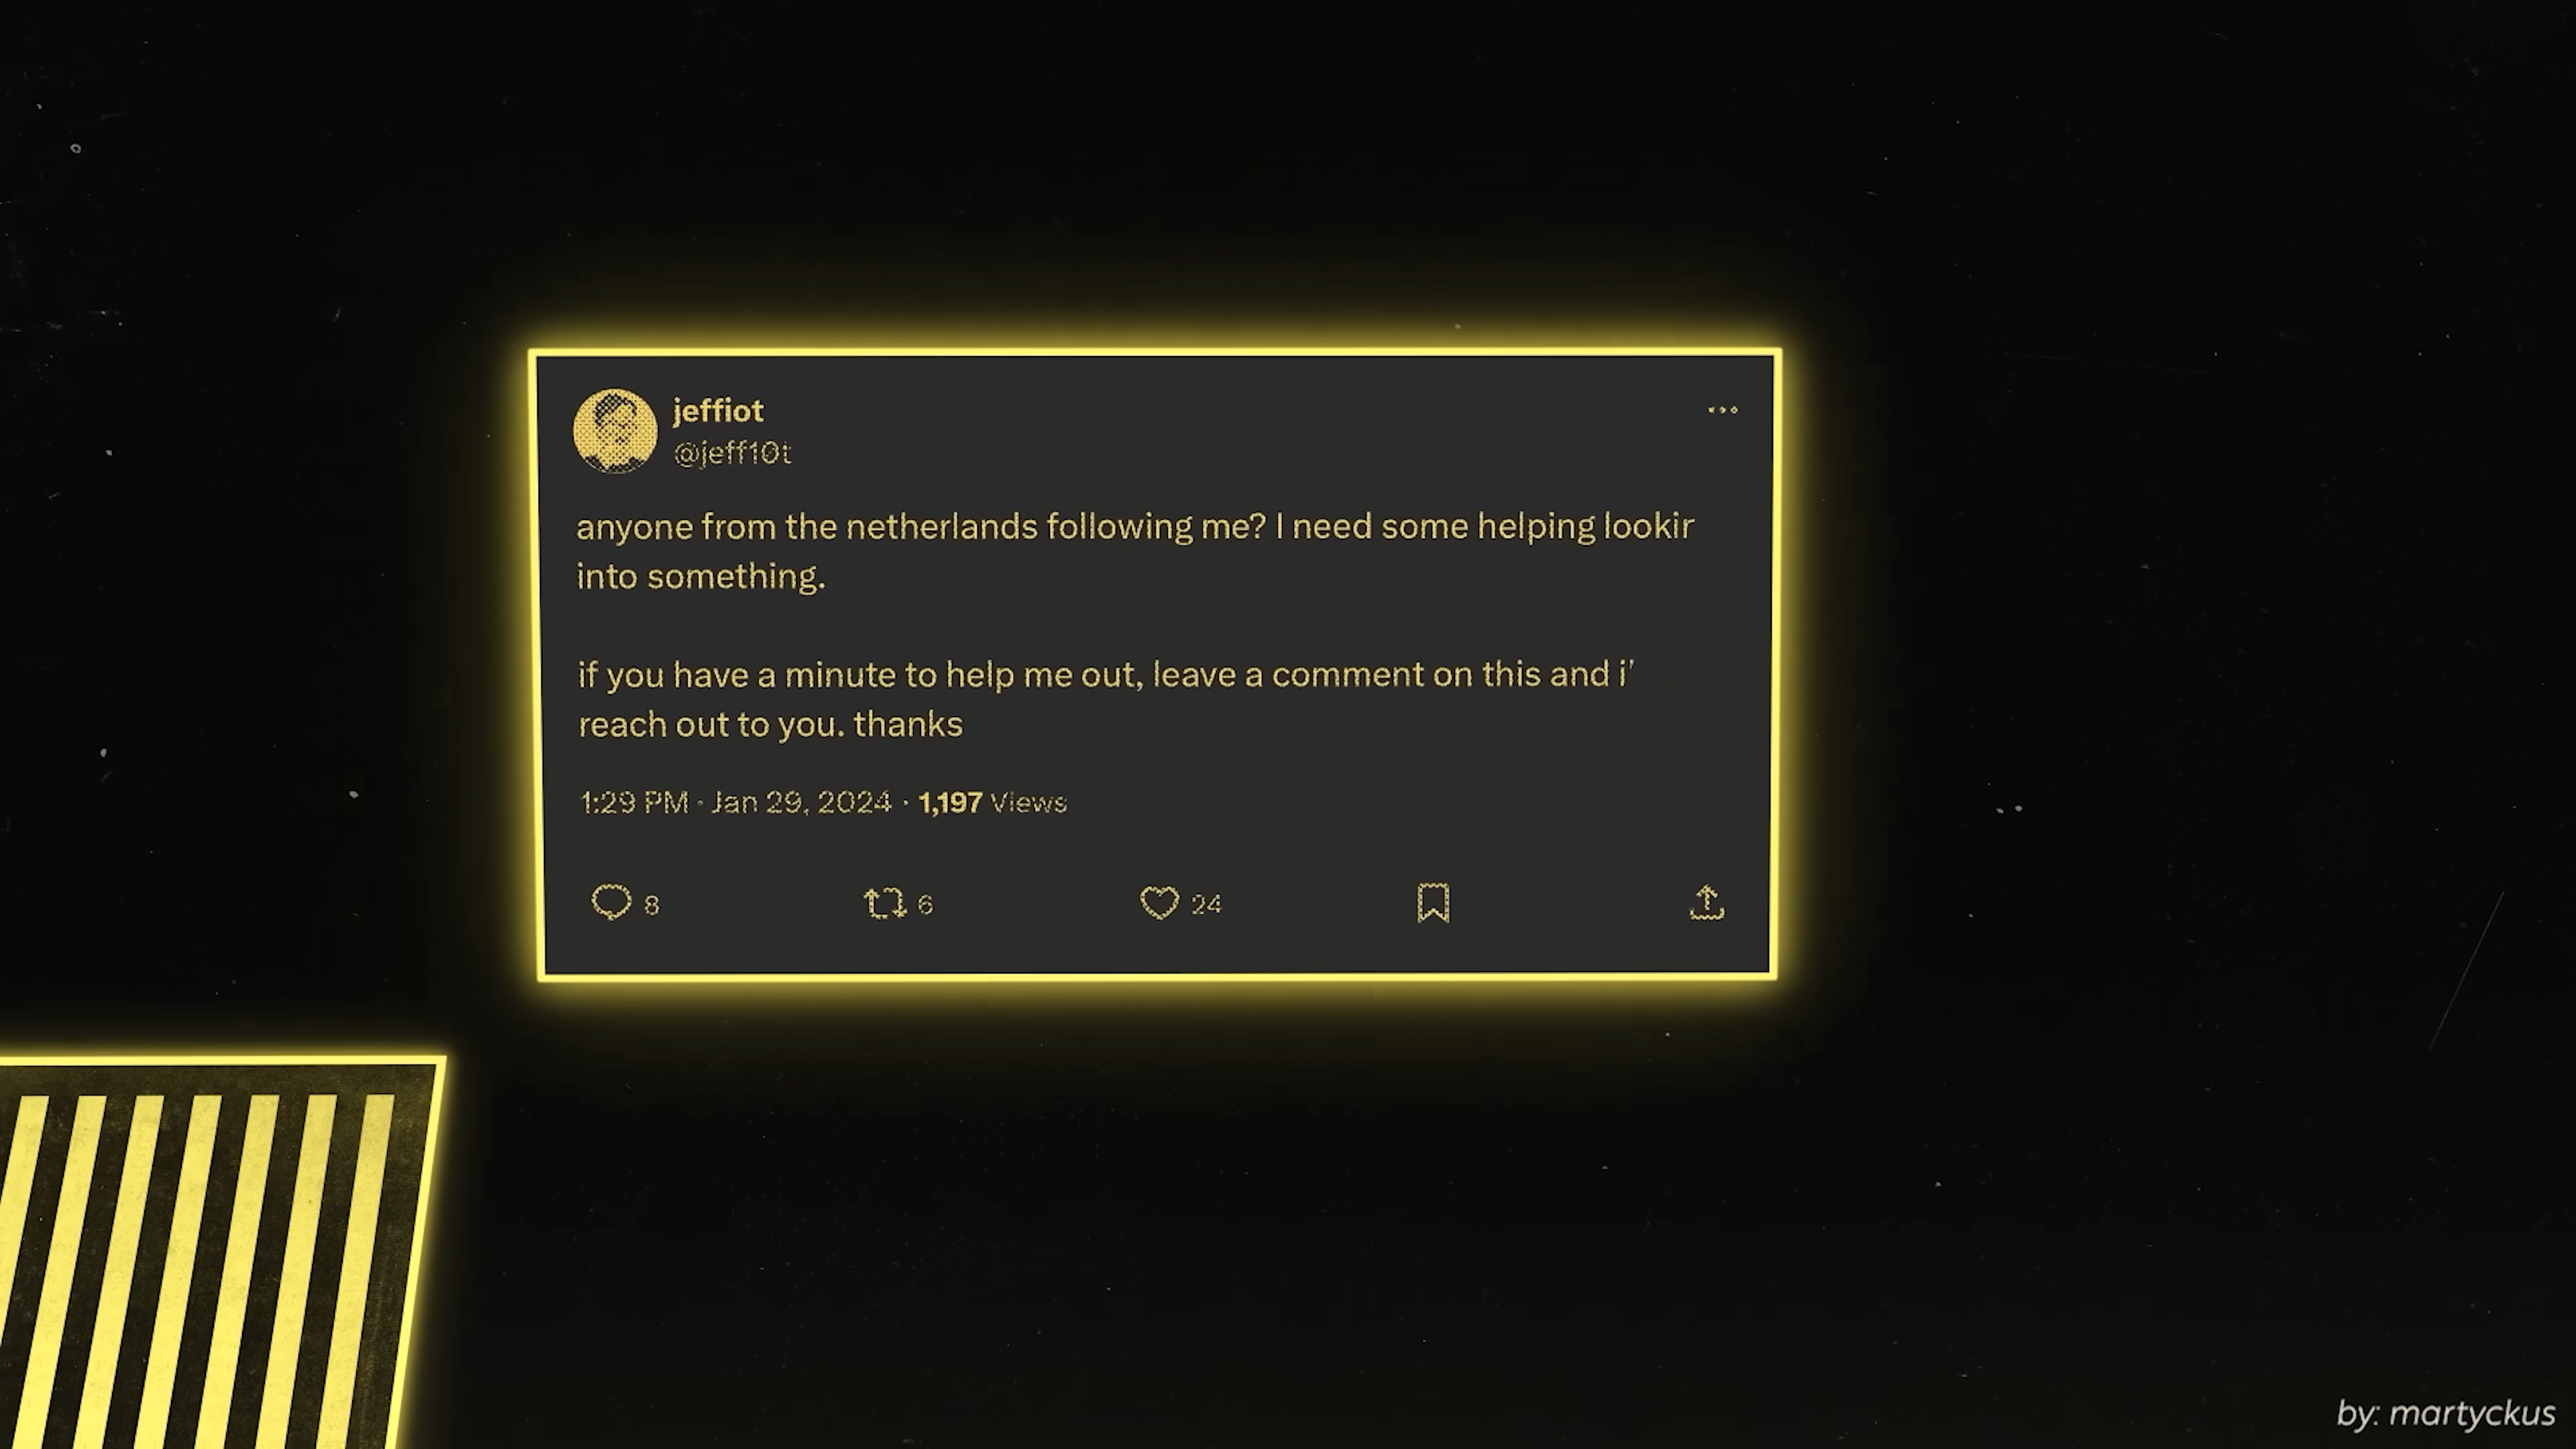 jeffiot
@jeff10t
anyone from the netherlands following me? I need some helping lookir
into something.
if you have a minute to help me out, leave a comment on this and i'
reach out to you. thanks
1:29 PM · Jan 29, 2024 · 1,197 Views
8 6 24
by: martyckus